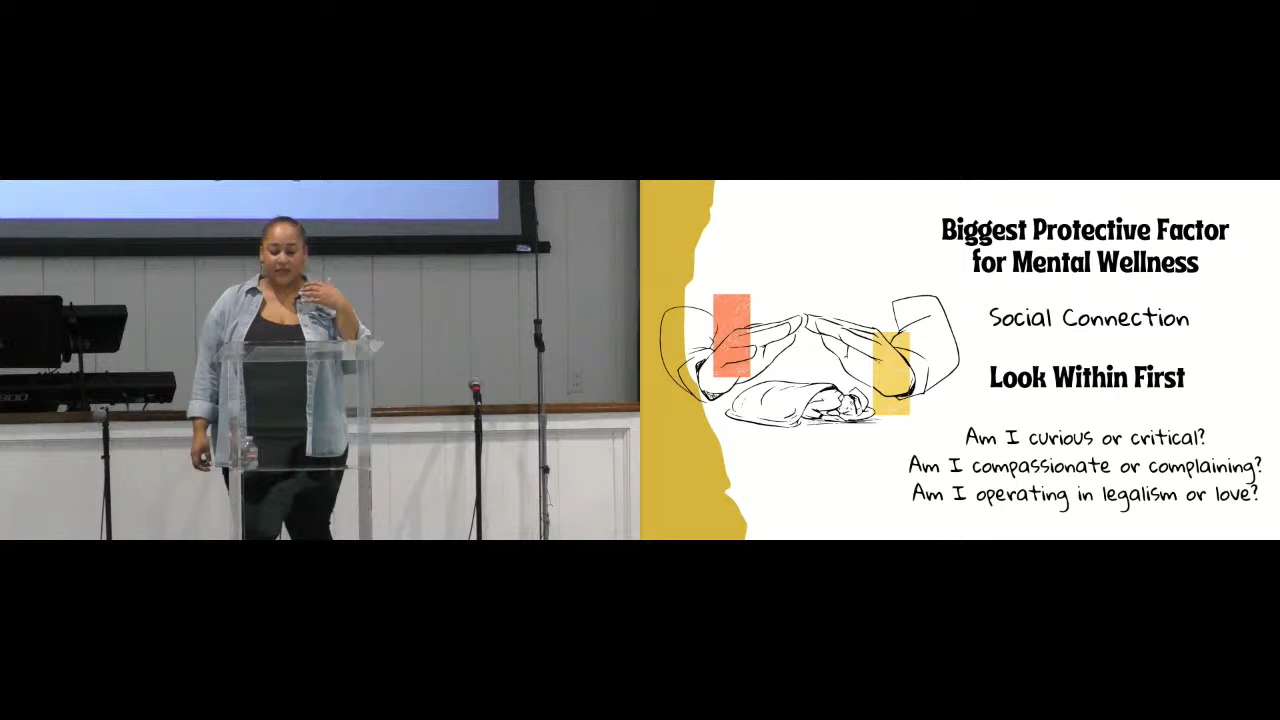 Biggest Protective Factor
for Mental Wellness
Social Connection
Look Within First
Am I curious or critical?
Am I compassionate or complaining?
Am I operating in legalism or love?